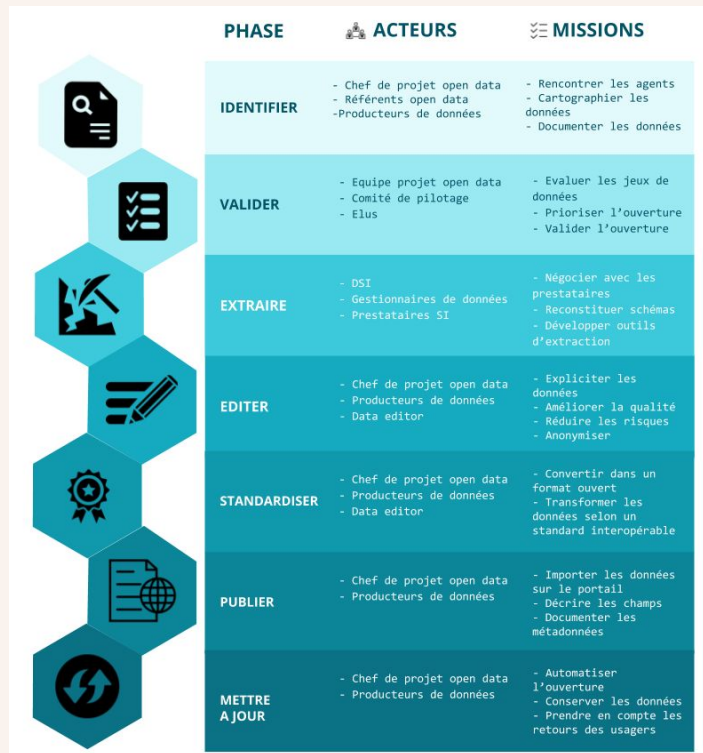 PHASE ACTEURS MISSIONS
IDENTIFIER
- Chef de projet open data
- Référents open data
-Producteurs de données
- Rencontrer les agents
- Cartographier les
données
- Documenter les données
VALIDER
- Equipe projet open data
- Comité de pilotage
- Elus
- Evaluer les jeux de
données
- Prioriser l’ouverture
- Valider l’ouverture
EXTRAIRE
- DSI
- Gestionnaires de données
- Prestataires SI
- Négocier avec les
prestataires
- Reconstituer schémas
- Développer outils
d’extraction
EDITER
- Chef de projet open data
- Producteurs de données
- Data editor
- Expliciter les
données
- Améliorer la qualité
- Réduire les risques
- Anonymiser
STANDARDISER
- Chef de projet open data
- Producteurs de données
- Data editor
- Convertir dans un
format ouvert
- Transformer les
données selon un
standard interopérable
PUBLIER
- Chef de projet open data
- Producteurs de données
- Importer les données
sur le portail
- Décrire les champs
- Documenter les
métadonnées
METTRE
A JOUR
- Chef de projet open data
- Producteurs de données
- Automatiser
l’ouverture
- Conserver les données
- Prendre en compte les
retours des usagers